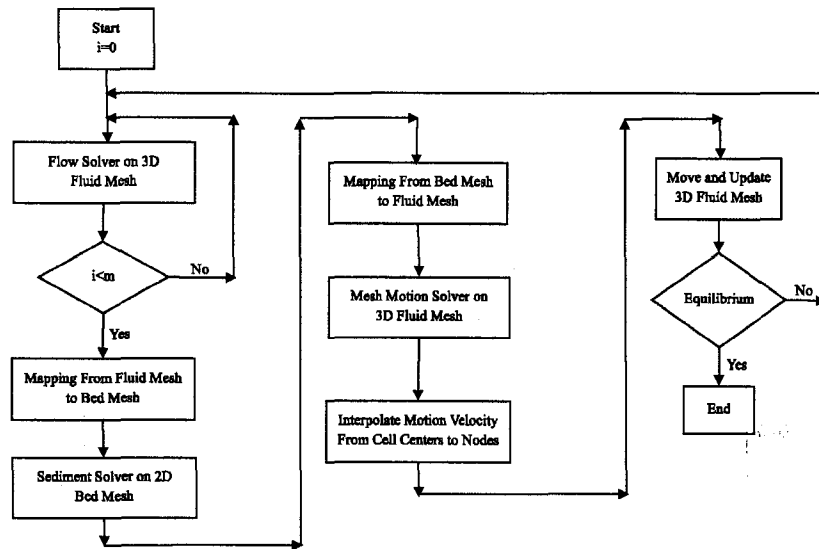 Start
i=0
Flow Solver on 3D
Fluid Mesh
i<m
No
Yes
Mapping From Fluid Mesh
to Bed Mesh
Sediment Solver on 2D
Bed Mesh
Mapping From Bed Mesh
to Fluid Mesh
Mesh Motion Solver on
3D Fluid Mesh
Interpolate Motion Velocity
From Cell Centers to Nodes
Move and Update
3D Fluid Mesh
Equilibrium
No
Yes
End